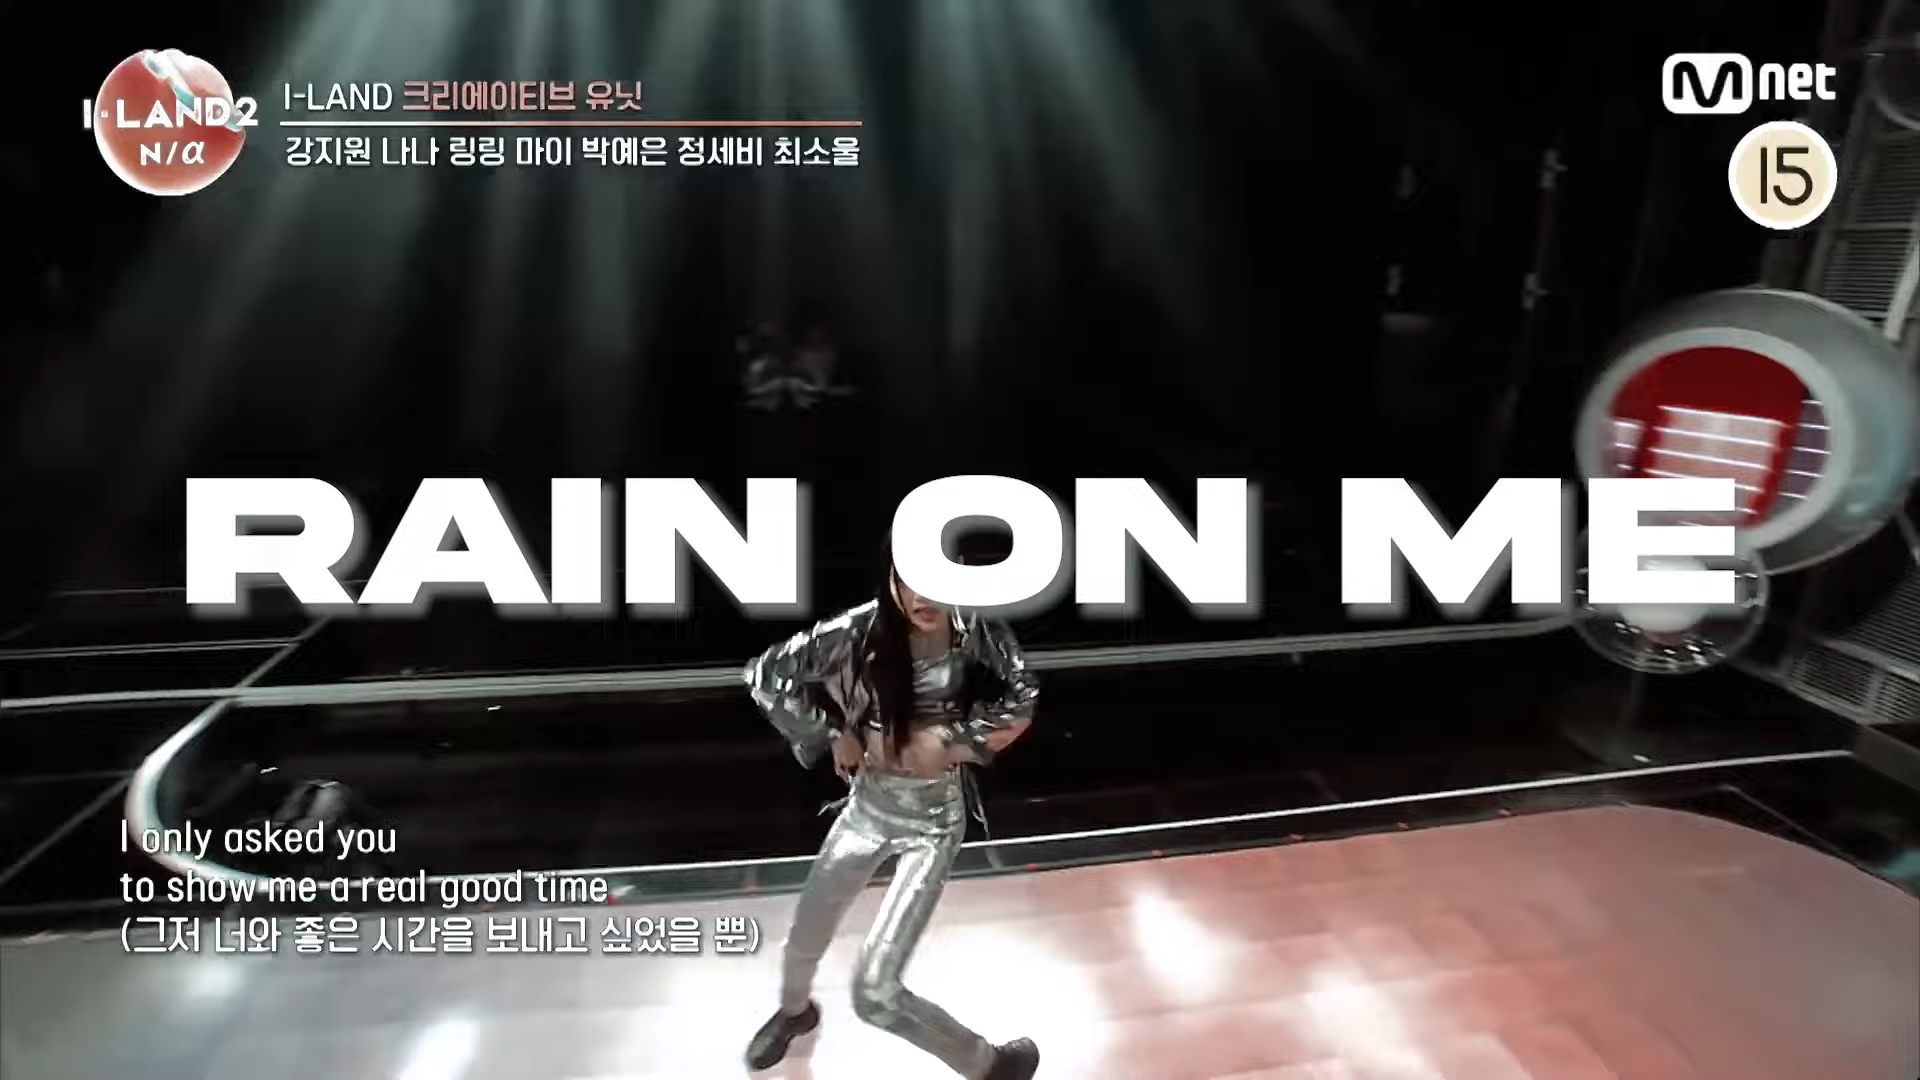 I-LAND2
N/α
I-LAND 크리에이티브 유닛
강지원 나나 링링 마이 박예은 정세비 최소울
Mnet
15
RAIN ON ME
I only asked you
to show me a real good time
(그저 너와 좋은 시간을 보내고 싶었을 뿐)